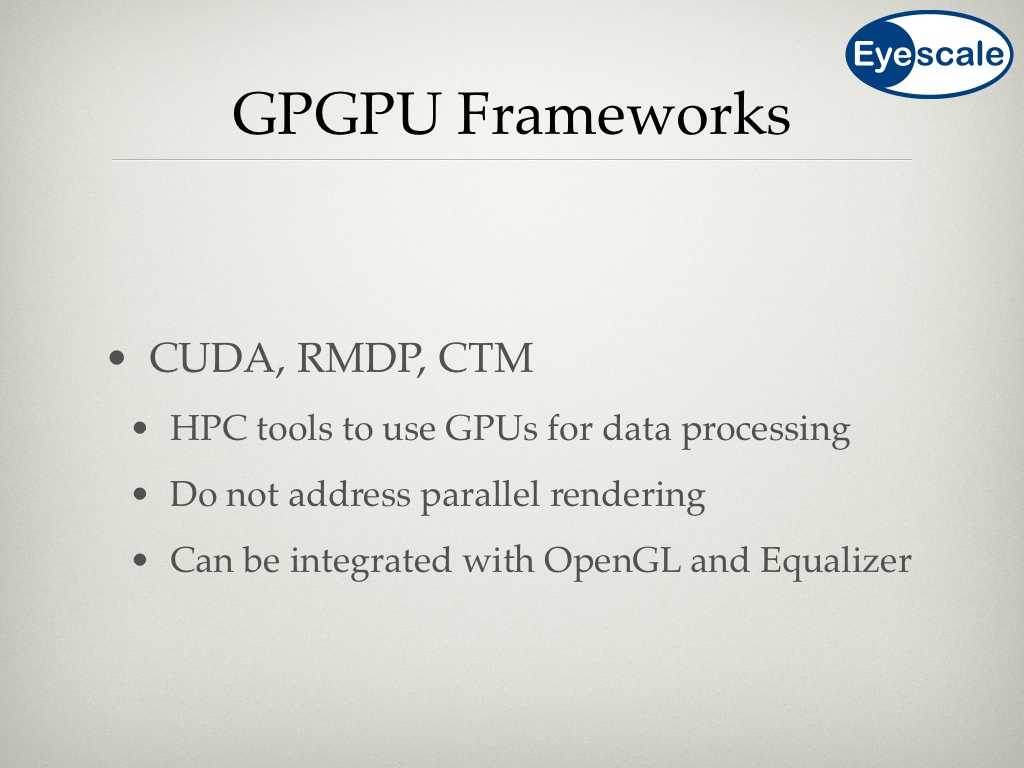 Eyescale
GPGPU Frameworks
• CUDA, RMDP, CTM
• HPC tools to use GPUs for data processing
• Do not address parallel rendering
• Can be integrated with OpenGL and Equalizer